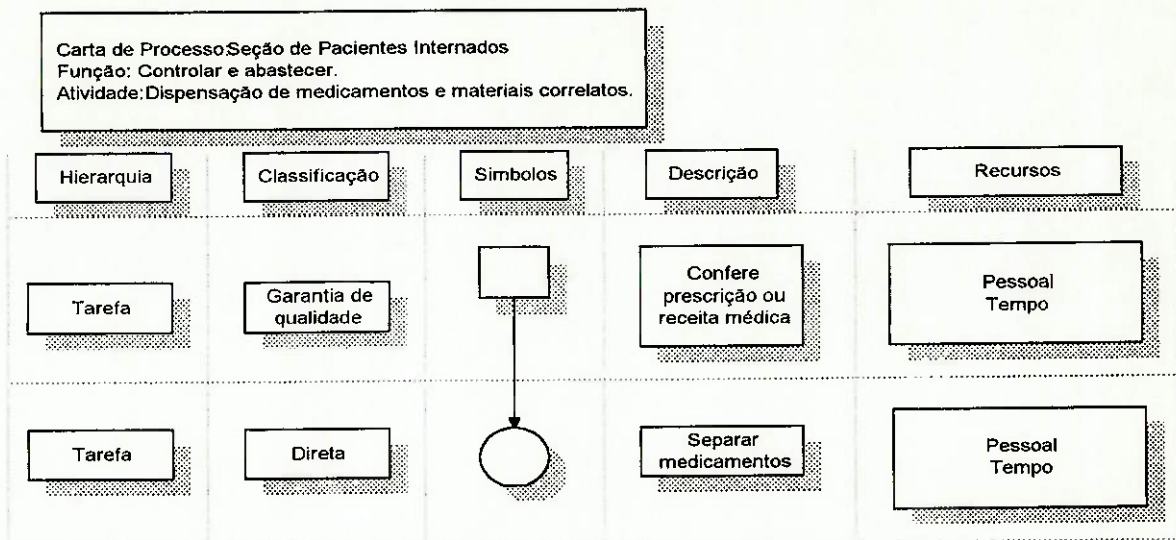 Carta de Processo:Seção de Pacientes Internados
Função: Controlar e abastecer.
Atividade:Dispensação de medicamentos e materiais correlatos.
Hierarquia
Classificação
Simbolos
Descrição
Recursos
Tarefa
Garantia de
qualidade
Confere
prescrição ou
receita médica
Pessoal
Tempo
Tarefa
Direta
Separar
medicamentos
Pessoal
Tempo